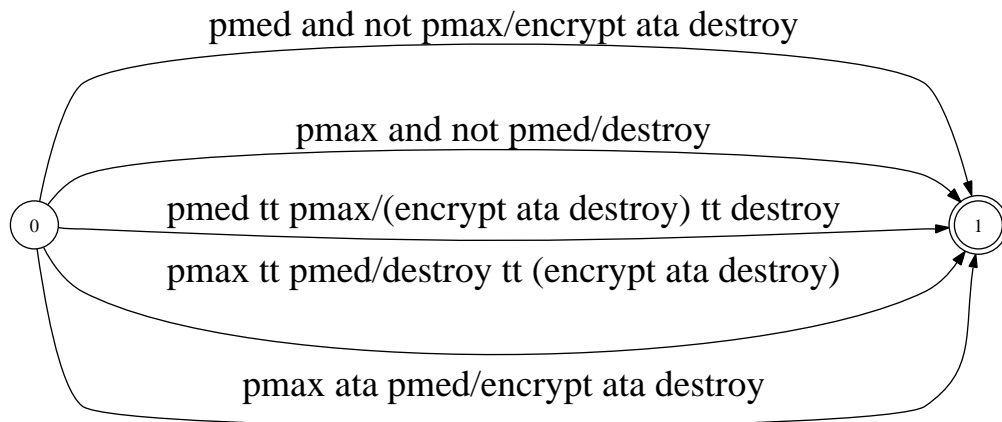 pmed and not pmax/encrypt ata destroy
pmax and not pmed/destroy
pmed tt pmax/(encrypt ata destroy) tt destroy
0
1
pmax tt pmed/destroy tt (encrypt ata destroy)
pmax ata pmed/encrypt ata destroy